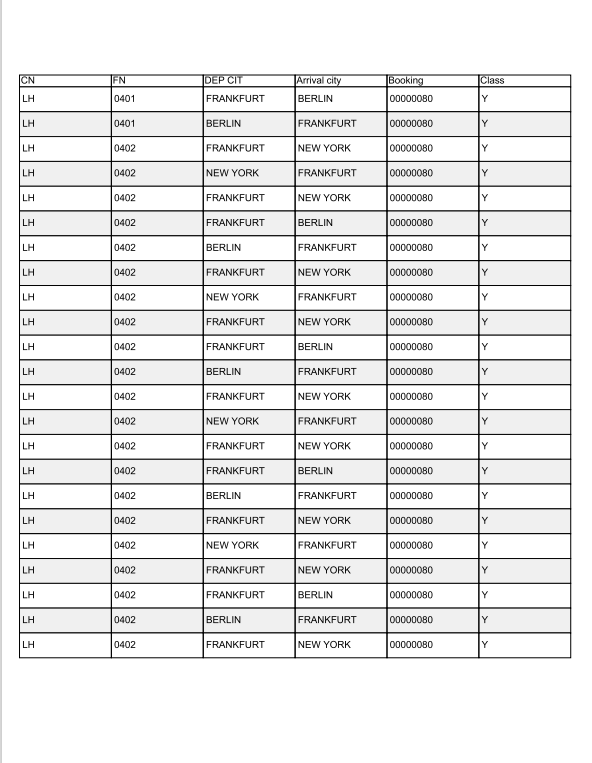 CN FN DEP CIT Arrival city Booking Class
LH 0401 FRANKFURT BERLIN 00000080 Y
LH 0401 BERLIN FRANKFURT 00000080 Y
LH 0402 FRANKFURT NEW YORK 00000080 Y
LH 0402 NEW YORK FRANKFURT 00000080 Y
LH 0402 FRANKFURT NEW YORK 00000080 Y
LH 0402 FRANKFURT BERLIN 00000080 Y
LH 0402 BERLIN FRANKFURT 00000080 Y
LH 0402 FRANKFURT NEW YORK 00000080 Y
LH 0402 NEW YORK FRANKFURT 00000080 Y
LH 0402 FRANKFURT NEW YORK 00000080 Y
LH 0402 FRANKFURT BERLIN 00000080 Y
LH 0402 BERLIN FRANKFURT 00000080 Y
LH 0402 FRANKFURT NEW YORK 00000080 Y
LH 0402 NEW YORK FRANKFURT 00000080 Y
LH 0402 FRANKFURT NEW YORK 00000080 Y
LH 0402 FRANKFURT BERLIN 00000080 Y
LH 0402 BERLIN FRANKFURT 00000080 Y
LH 0402 FRANKFURT NEW YORK 00000080 Y
LH 0402 NEW YORK FRANKFURT 00000080 Y
LH 0402 FRANKFURT NEW YORK 00000080 Y
LH 0402 FRANKFURT BERLIN 00000080 Y
LH 0402 BERLIN FRANKFURT 00000080 Y
LH 0402 FRANKFURT NEW YORK 00000080 Y